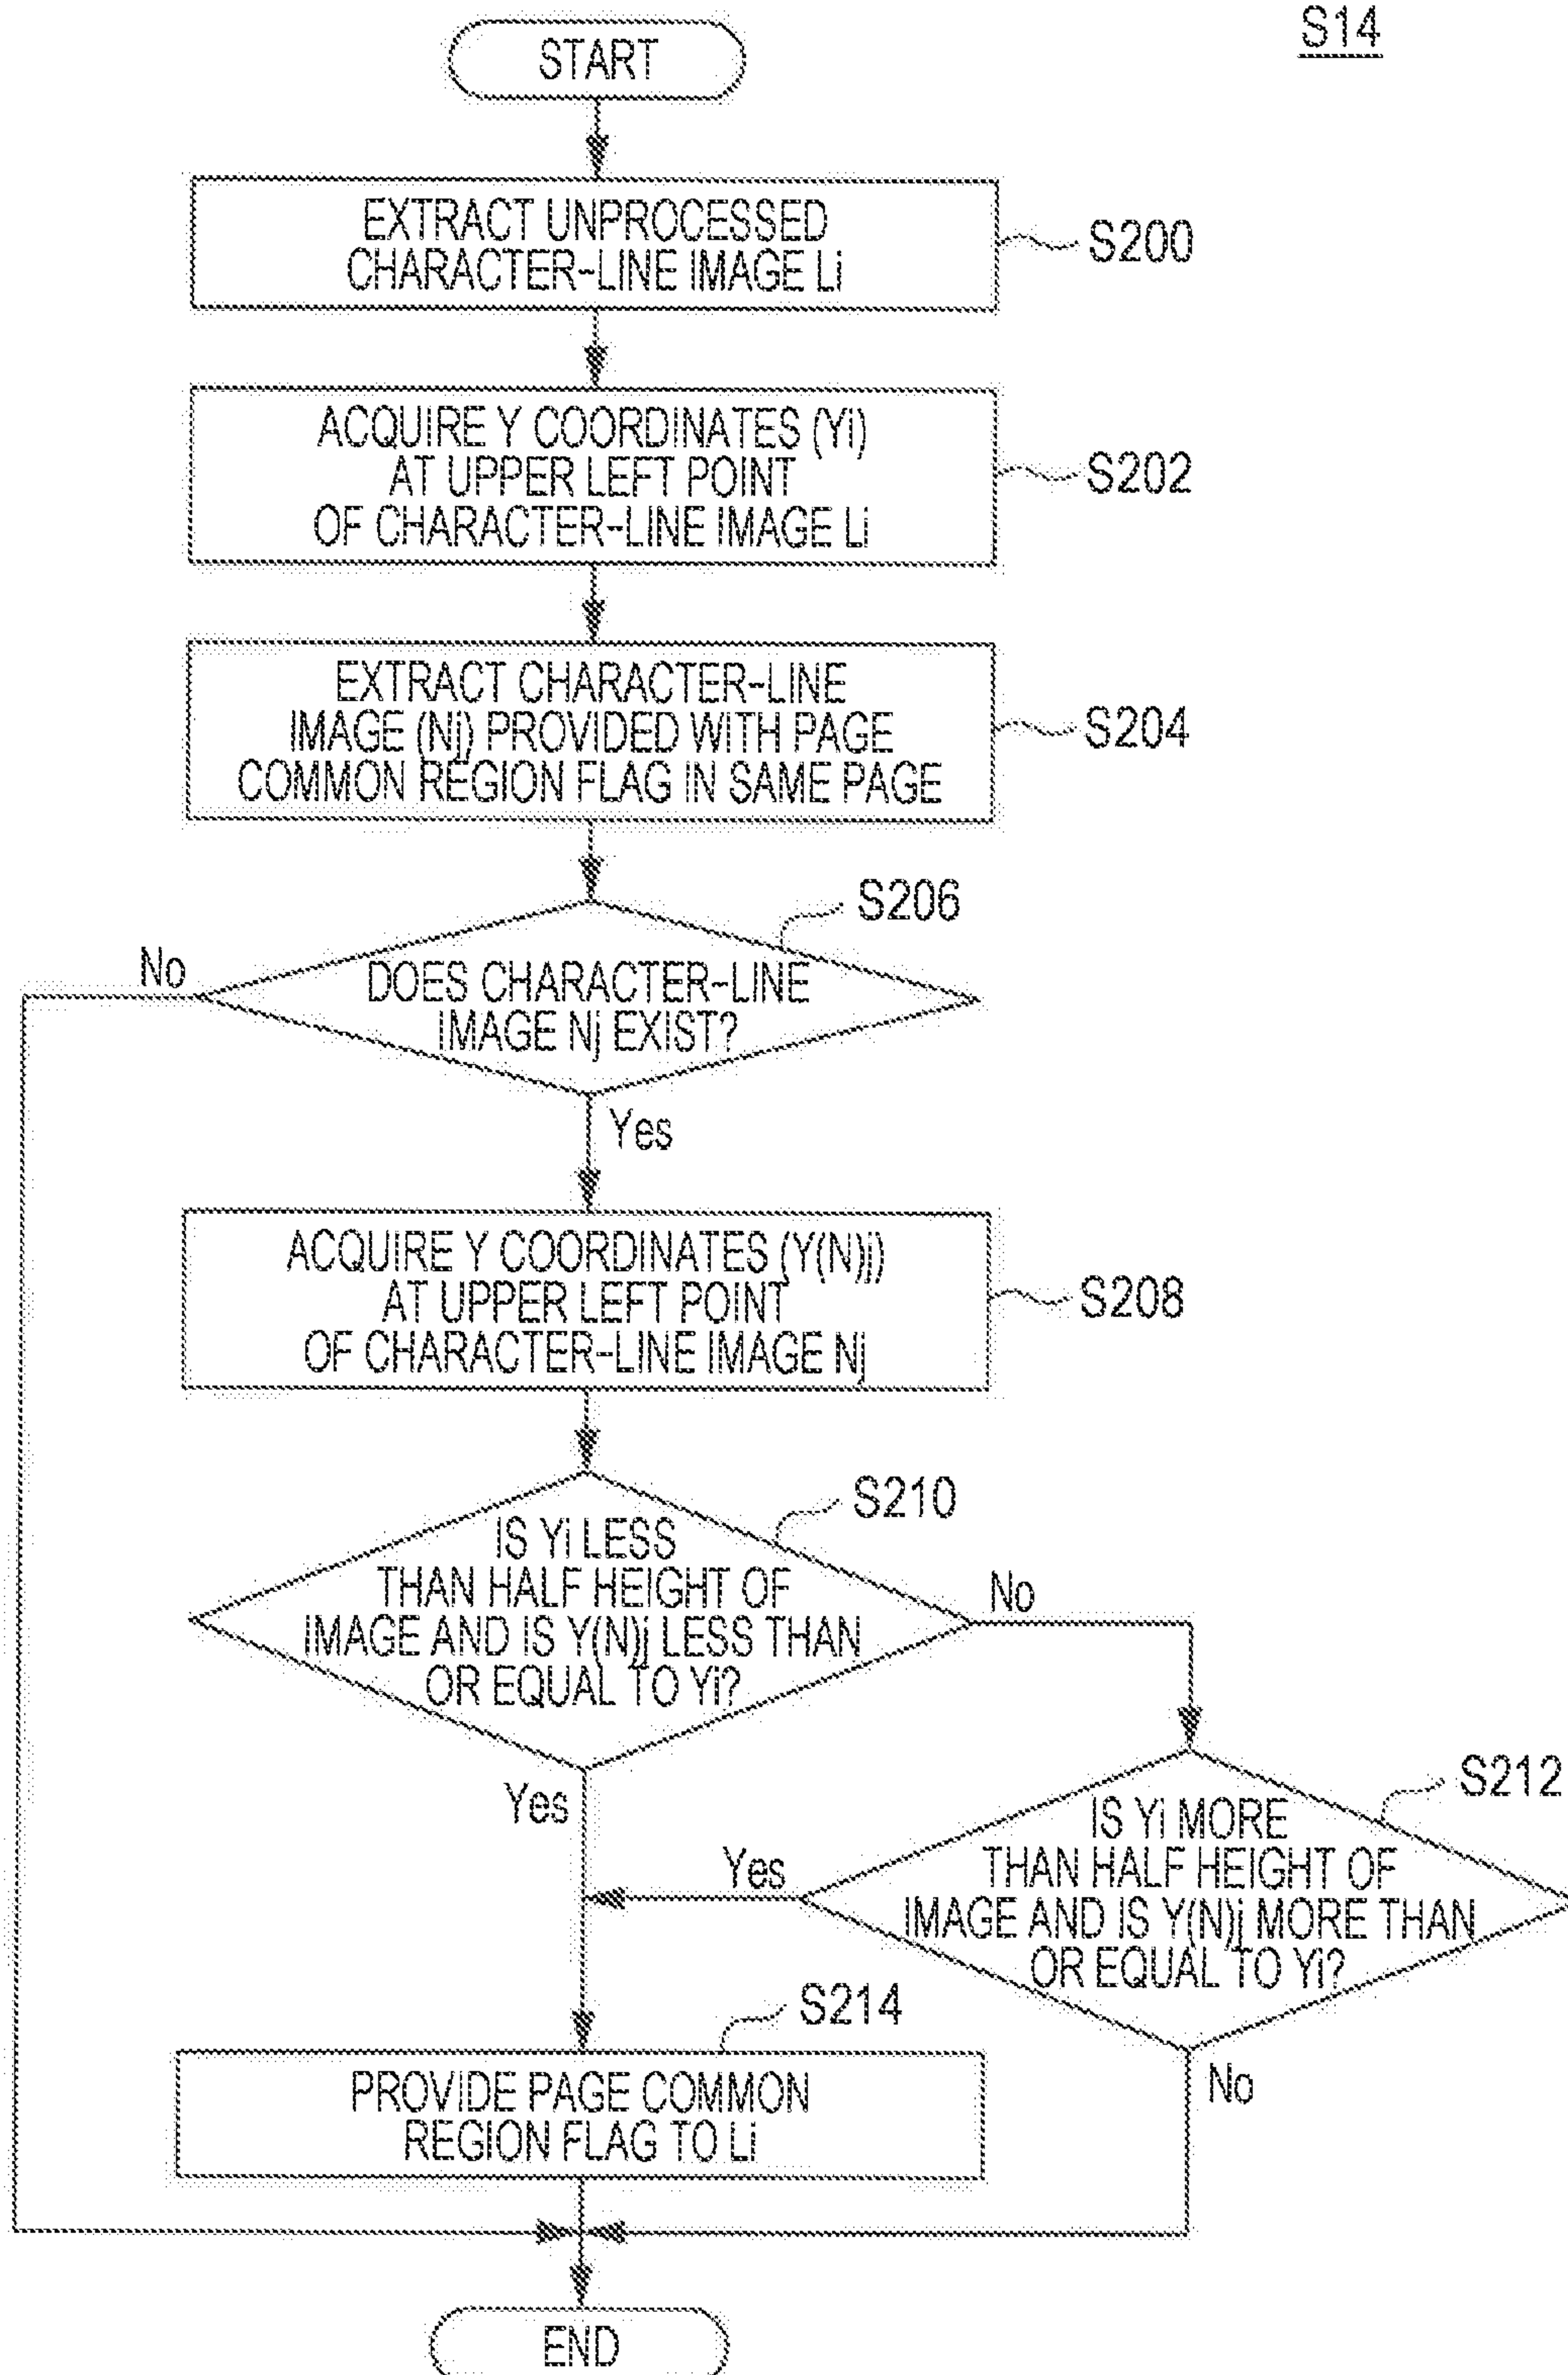 S14
START
EXTRACT UNPROCESSED
CHARACTER-LINE IMAGE Li
S200
ACQUIRE Y COORDINATES (Yi)
AT UPPER LEFT POINT
OF CHARACTER-LINE IMAGE Li
S202
EXTRACT CHARACTER-LINE
IMAGE (Nj) PROVIDED WITH PAGE
COMMON REGION FLAG IN SAME PAGE
S204
S206
No
DOES CHARACTER-LINE
IMAGE Nj EXIST?
Yes
ACQUIRE Y COORDINATES (Y(N)j)
AT UPPER LEFT POINT
OF CHARACTER-LINE IMAGE Nj
S208
S210
IS Yi LESS
THAN HALF HEIGHT OF
IMAGE AND IS Y(N)j LESS THAN
OR EQUAL TO Yi?
No
Yes
S212
IS Yi MORE
THAN HALF HEIGHT OF
IMAGE AND IS Y(N)j MORE THAN
OR EQUAL TO Yi?
Yes
No
S214
PROVIDE PAGE COMMON
REGION FLAG TO Li
END